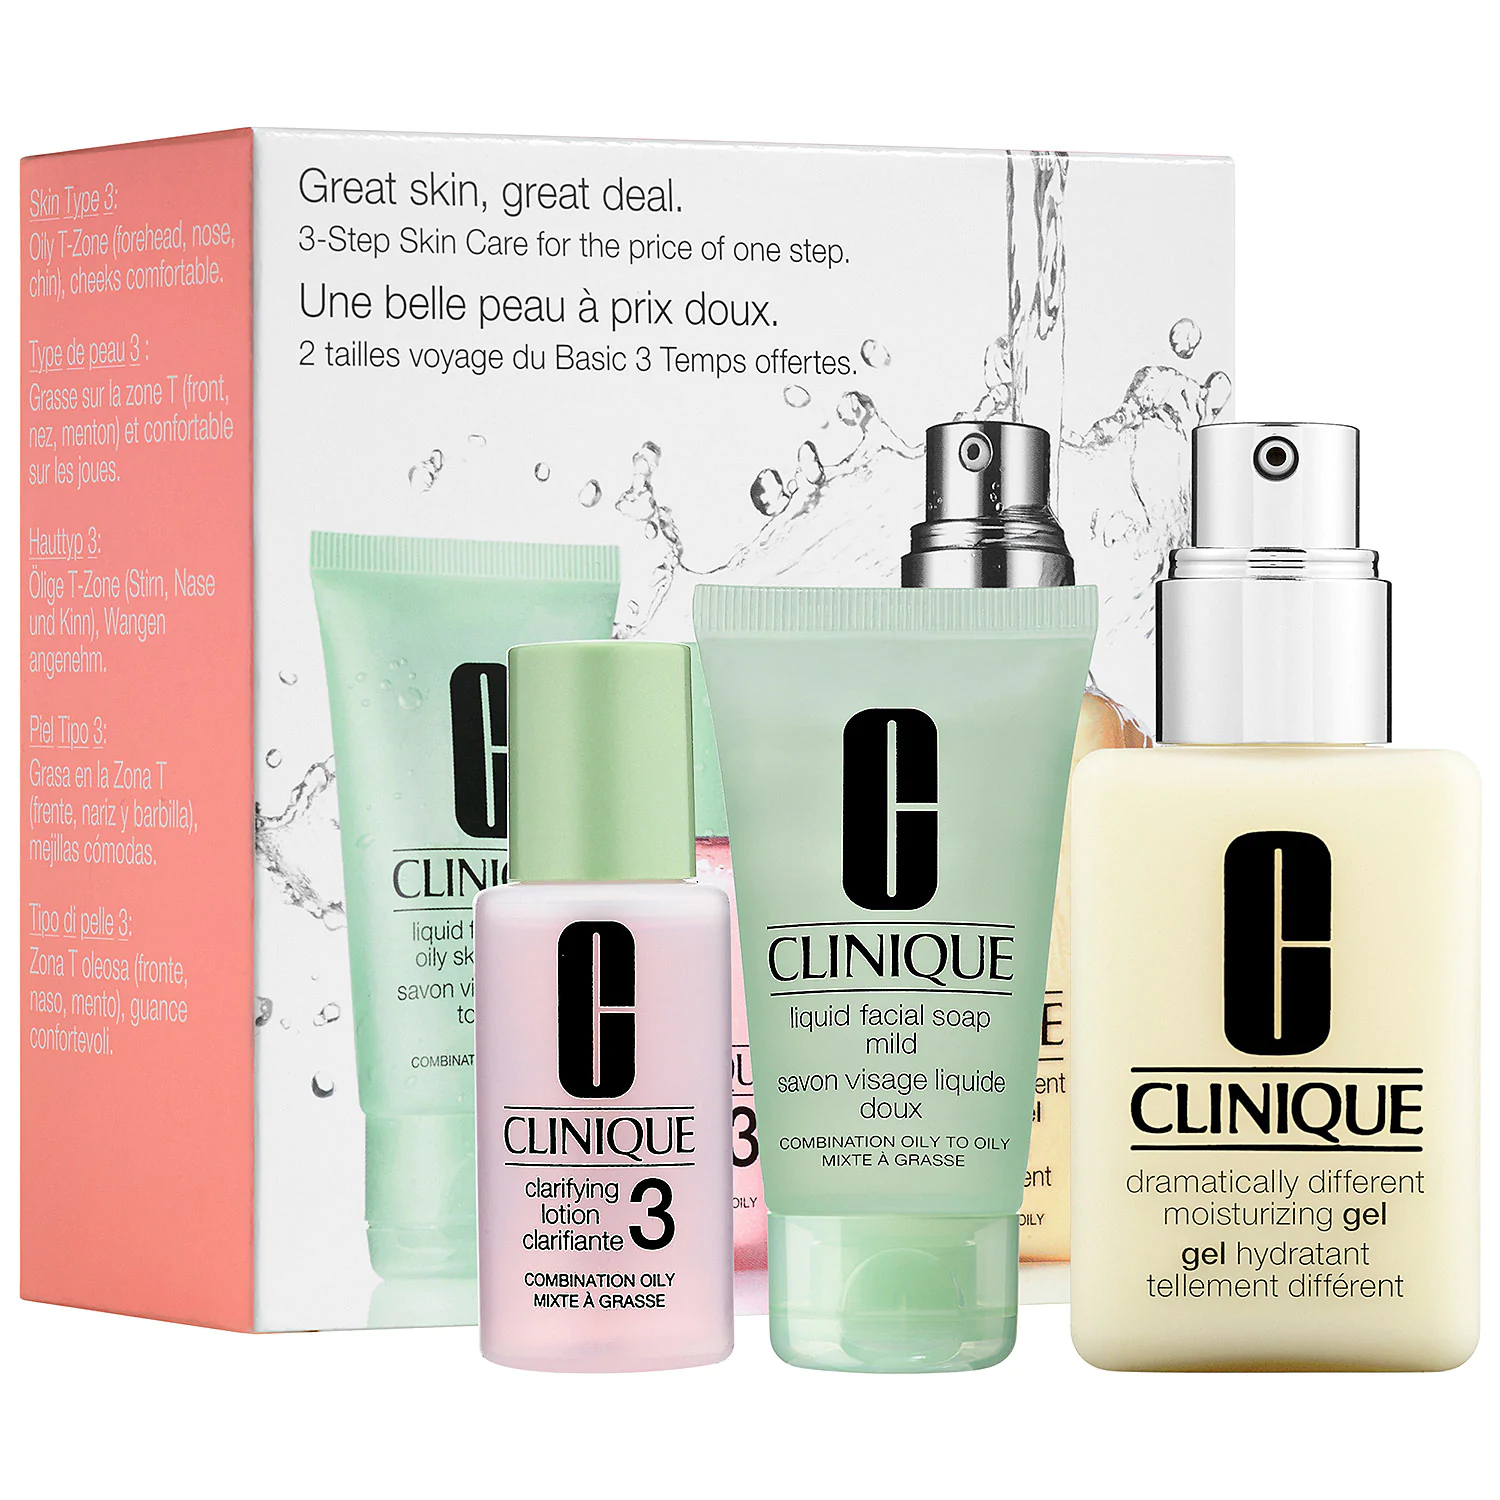 Skin Type 3:
Oily T-Zone (forehead, nose,
chin), cheeks comfortable.
Type de peau 3 :
Grasse sur la zone T (front,
nez, menton) et confortable
sur les joues.
Hauttyp 3:
Ölige T-Zone (Stirn, Nase
und Kinn), Wangen
angenehm.
Piel Tipo 3:
Grasa en la Zona T
(frente, nariz y barbilla),
mejillas cómodas.
Tipo di pelle 3:
Zona T oleosa (fronte,
naso, mento), guance
confortevoli.
Great skin, great deal.
3-Step Skin Care for the price of one step.
Une belle peau à prix doux.
2 tailles voyage du Basic 3 Temps offertes.
C
CLINIQUE
clarifying
lotion
clarifiante 3
COMBINATION OILY
MIXTE À GRASSE
C
CLINIQUE
liquid facial soap
mild
savon visage liquide
doux
COMBINATION OILY TO OILY
MIXTE À GRASSE
C
CLINIQUE
dramatically different
moisturizing gel
gel hydratant
tellement différent
C
liquid
oily
savon
3
OILY